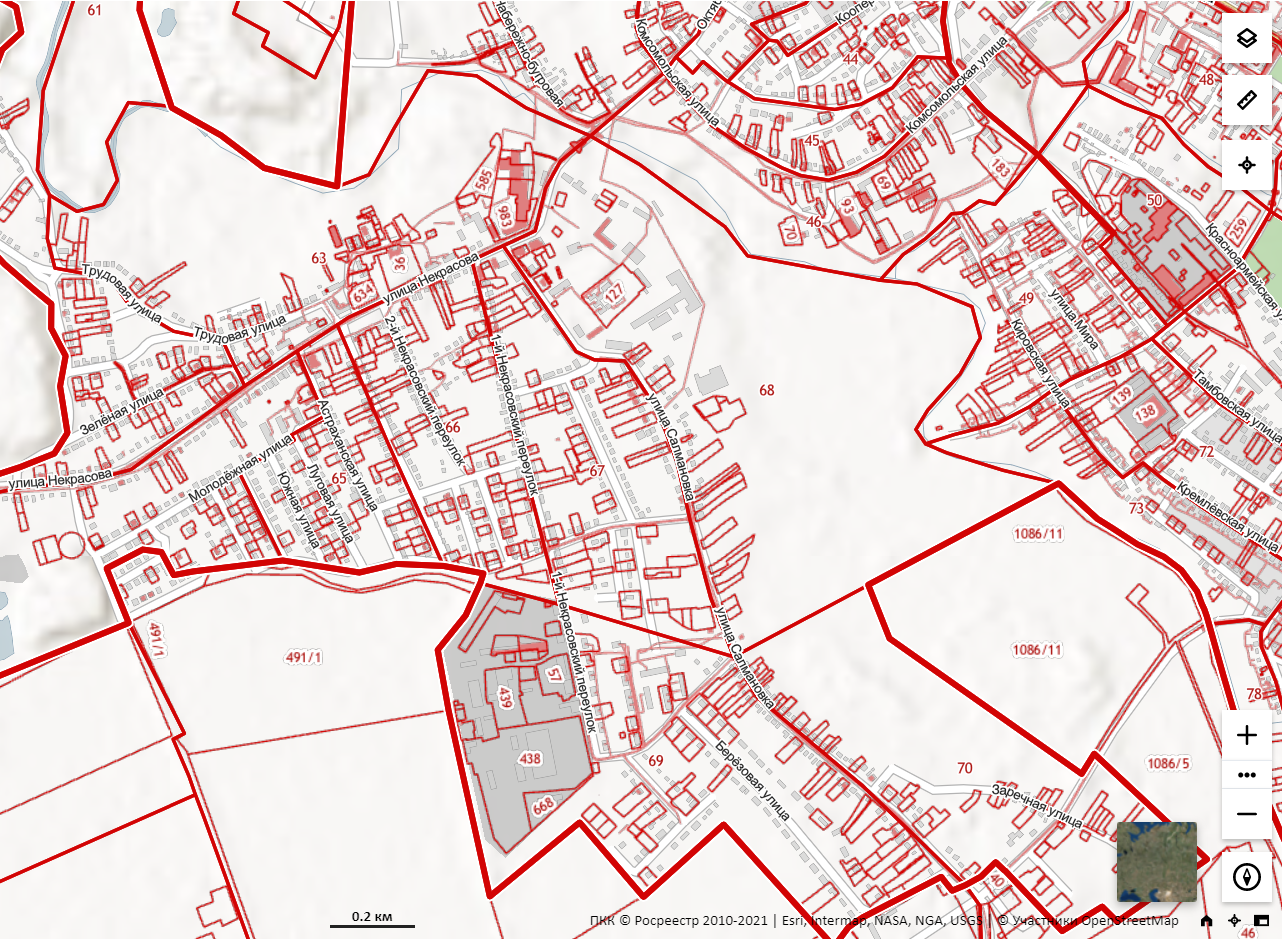 61
Набережно-бугровая
Комсомольская улица
44
Комсомольская улица
48
45
183
585
69
50
983
93
46
70
259
Красноармейская у
63
36
634
улица Некрасова
127
Трудовая улица
49
улица Мира
Трудовая улица
2-й Некрасовский переулок
1-й Некрасовский переулок
Кировская улица
68
139
138
Тамбовская улица
Зелёная улица
Астраханская улица
улица Салмановка
66
72
Молодёжная улица
67
улица Некрасова
65
Луговая улица
Южная улица
73
Кремлёвская улица
1086/11
491/1
491/1
1-й Некрасовский переулок
улица Салмановка
1086/11
57
439
78
438
69
Берёзовая улица
70
1086/5
Заречная улица
668
40
0.2 км
ПКК © Росреестр 2010-2021 | Esri, Intermap, NASA, NGA, USGS | © Участники OpenStreetMap
46